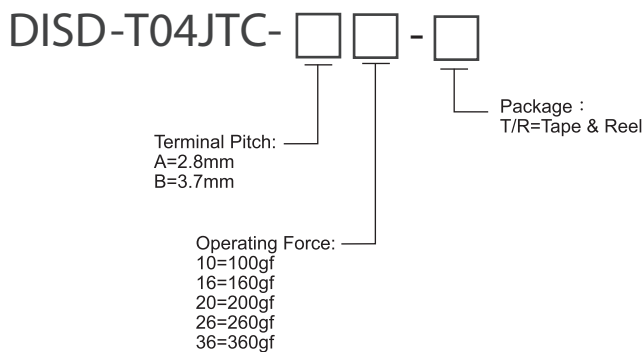 DISD-T04JTC- □ □ - □
Package：
T/R=Tape & Reel
Terminal Pitch:
A=2.8mm
B=3.7mm
Operating Force:
10=100gf
16=160gf
20=200gf
26=260gf
36=360gf